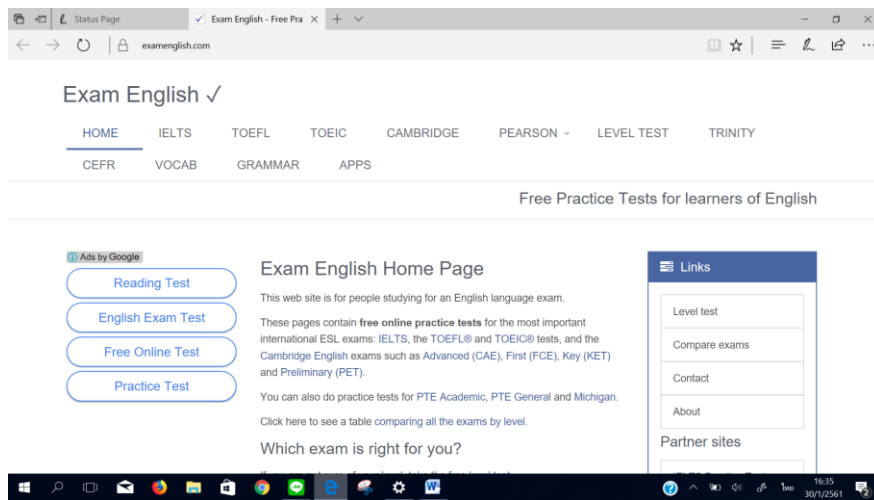 Status Page
Exam English - Free Pra
examenglish.com
Exam English ✓
HOME IELTS TOEFL TOEIC CAMBRIDGE PEARSON LEVEL TEST TRINITY
CEFR VOCAB GRAMMAR APPS
Free Practice Tests for learners of English
Ads by Google
Reading Test
English Exam Test
Free Online Test
Practice Test
Exam English Home Page
This web site is for people studying for an English language exam.
These pages contain free online practice tests for the most important
international ESL exams: IELTS, the TOEFL® and TOEIC® tests, and the
Cambridge English exams such as Advanced (CAE), First (FCE), Key (KET)
and Preliminary (PET).
You can also do practice tests for PTE Academic, PTE General and Michigan.
Click here to see a table comparing all the exams by level.
Which exam is right for you?
Links
Level test
Compare exams
Contact
About
Partner sites
ไทย
16:35
30/1/2561